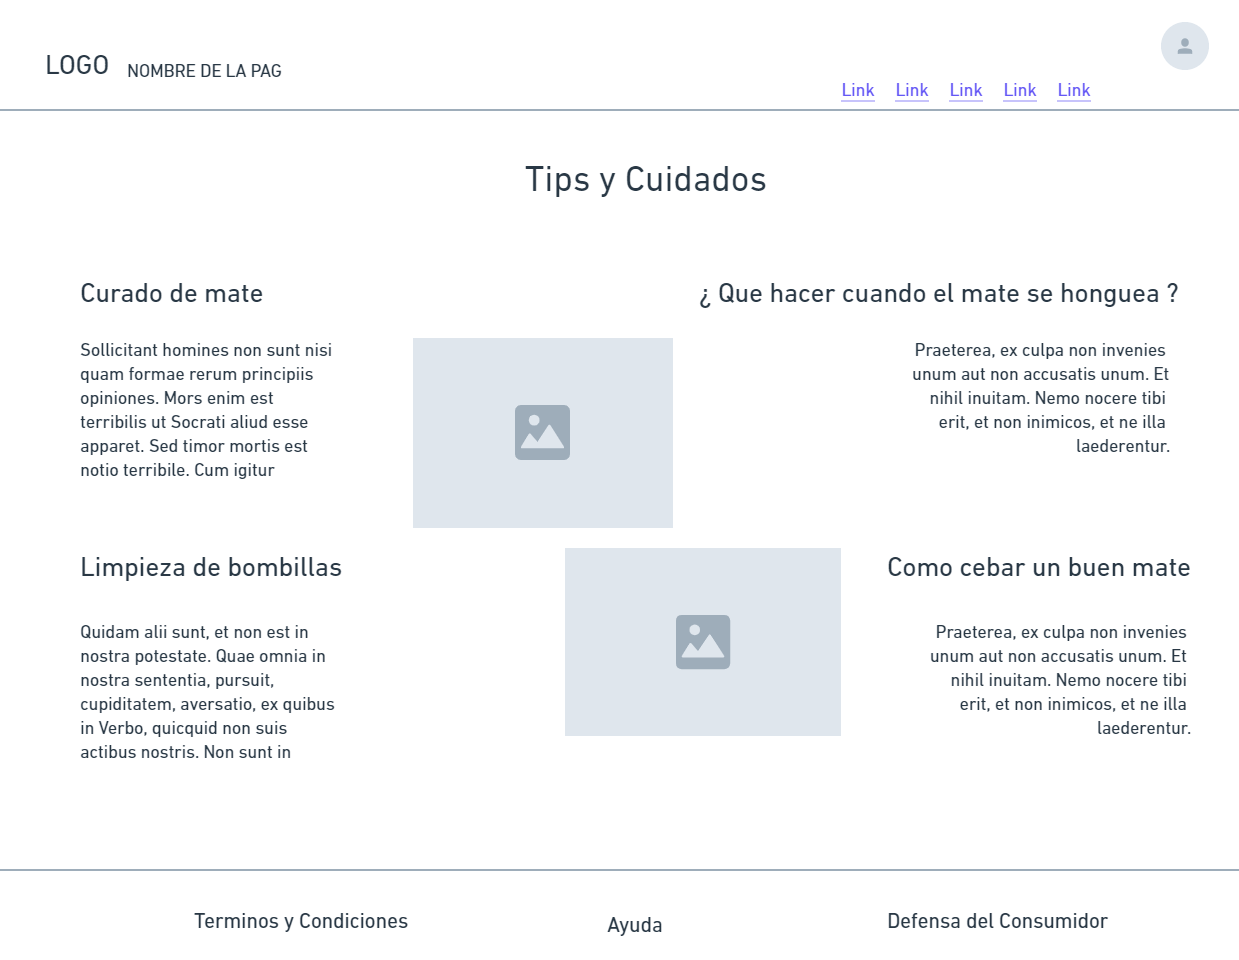 LOGO NOMBRE DE LA PAG
Link Link Link Link Link
Tips y Cuidados
Curado de mate
Sollicitant homines non sunt nisi
quam formae rerum principiis
opiniones. Mors enim est
terribilis ut Socrati aliud esse
apparet. Sed timor mortis est
notio terribile. Cum igitur
¿ Que hacer cuando el mate se honguea ?
Praeterea, ex culpa non invenies
unum aut non accusatis unum. Et
nihil inuitam. Nemo nocere tibi
erit, et non inimicos, et ne illa
laederentur.
Limpieza de bombillas
Quidam alii sunt, et non est in
nostra potestate. Quae omnia in
nostra sententia, pursuit,
cupiditatem, aversatio, ex quibus
in Verbo, quicquid non suis
actibus nostris. Non sunt in
Como cebar un buen mate
Praeterea, ex culpa non invenies
unum aut non accusatis unum. Et
nihil inuitam. Nemo nocere tibi
erit, et non inimicos, et ne illa
laederentur.
Terminos y Condiciones
Ayuda
Defensa del Consumidor